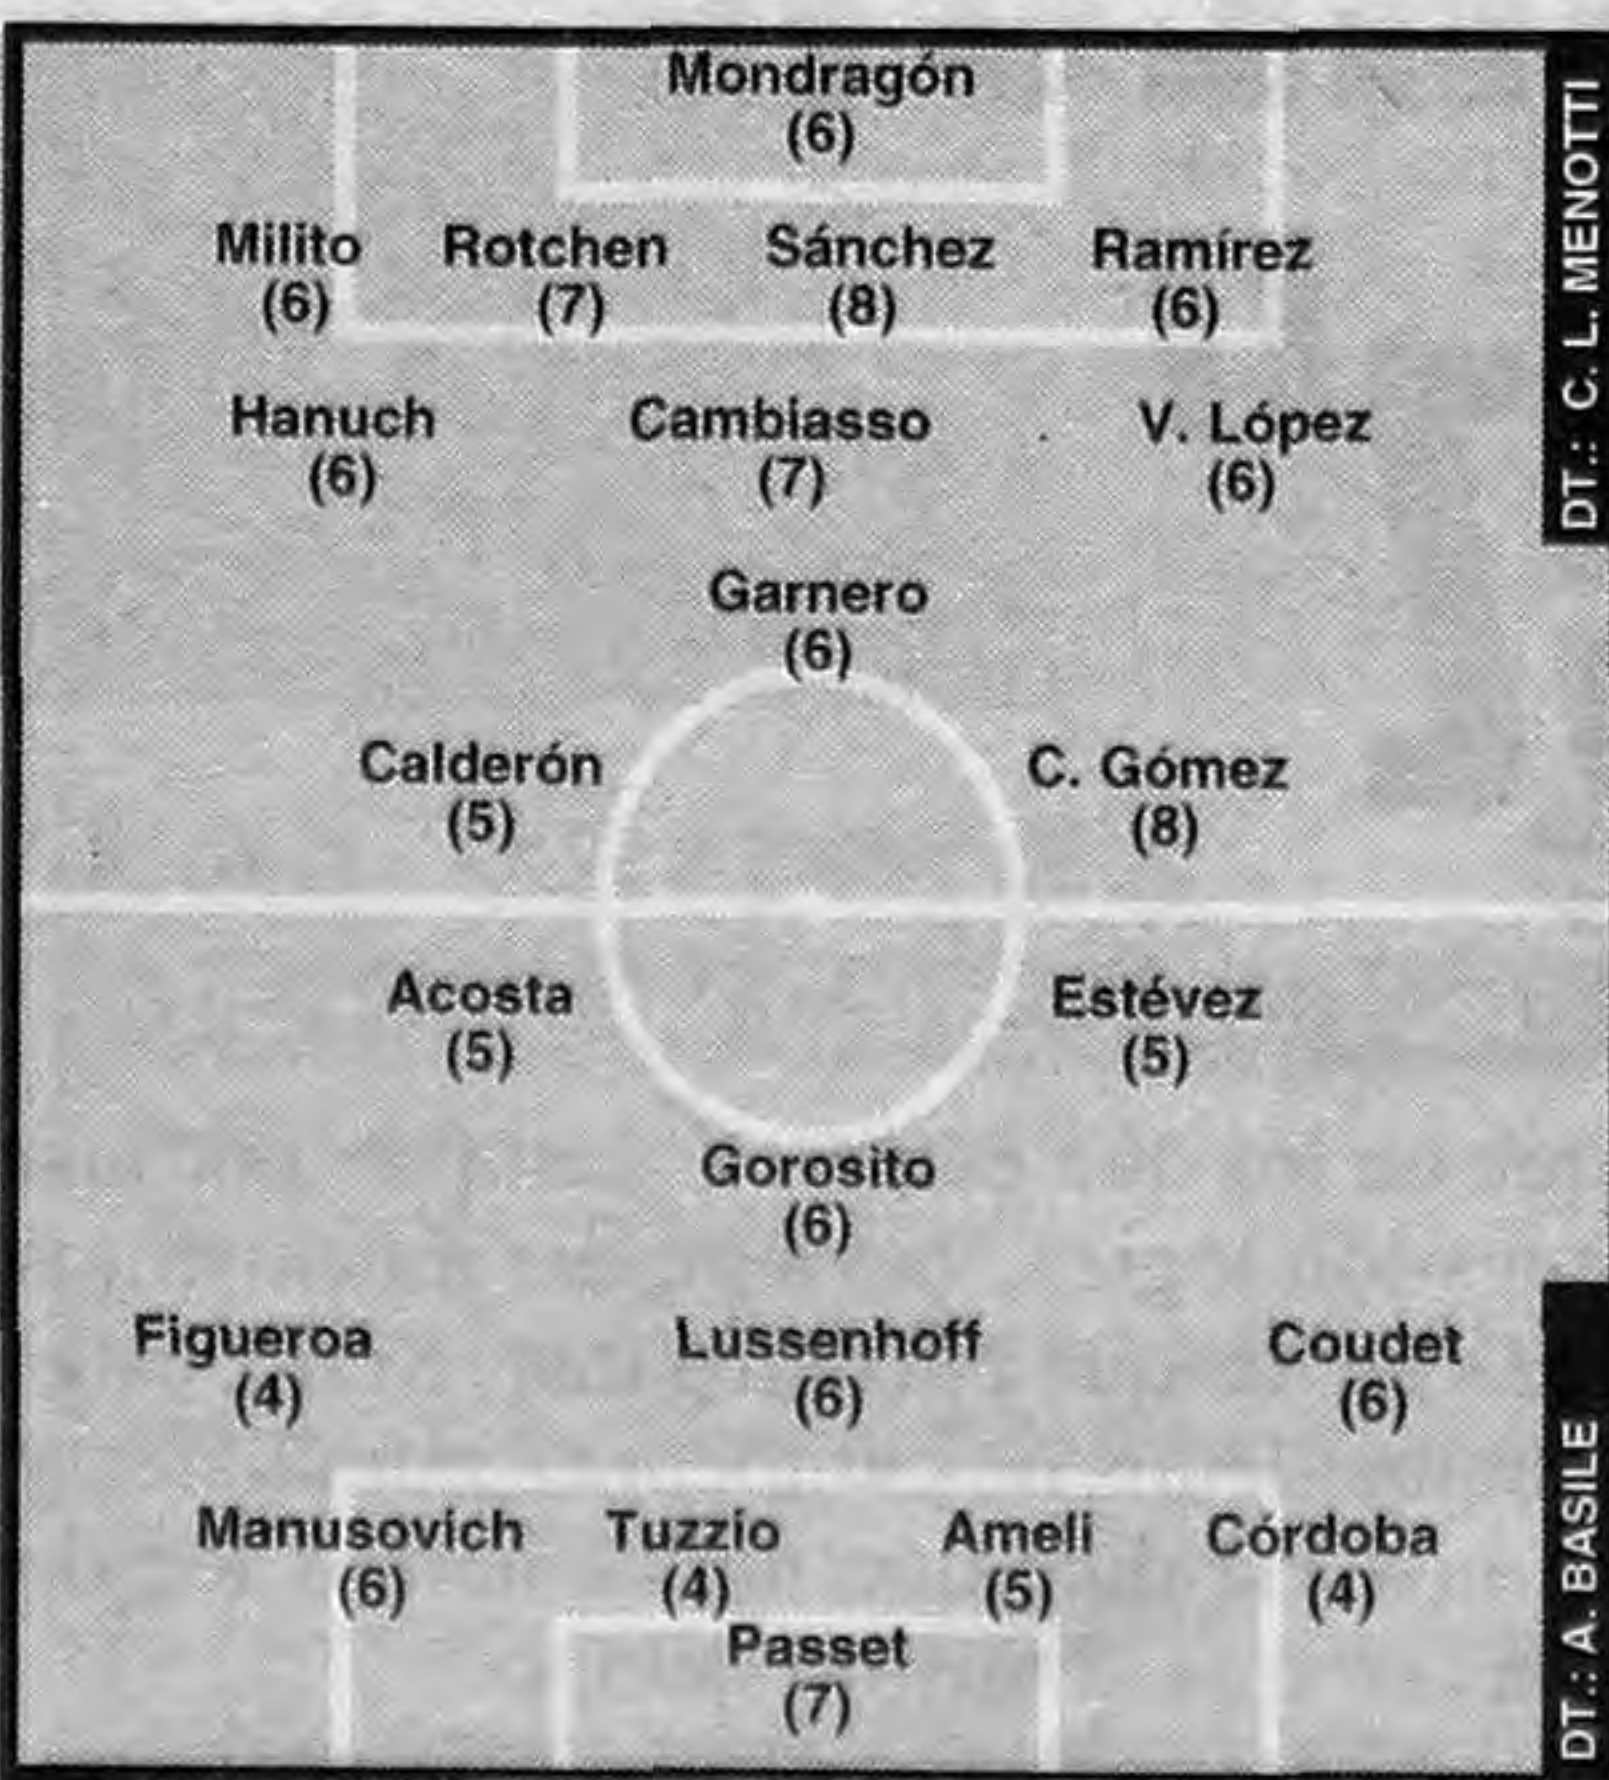 Mondragón
(6)
Milito Rotchen Sánchez Ramírez
(6) (7) (8) (6)
Hanuch Cambiasso V. López
(6) (7) (6)
Garnero
(6)
Calderón C. Gómez
(5) (8)
DT.: C. L. MENOTTI
Acosta Estévez
(5) (5)
Gorosito
(6)
Figueroa Lussenhoff Coudet
(4) (6) (6)
Manusovich Tuzzio Ameli Córdoba
(6) (4) (5) (4)
Passet
(7)
DT.: A. BASILE